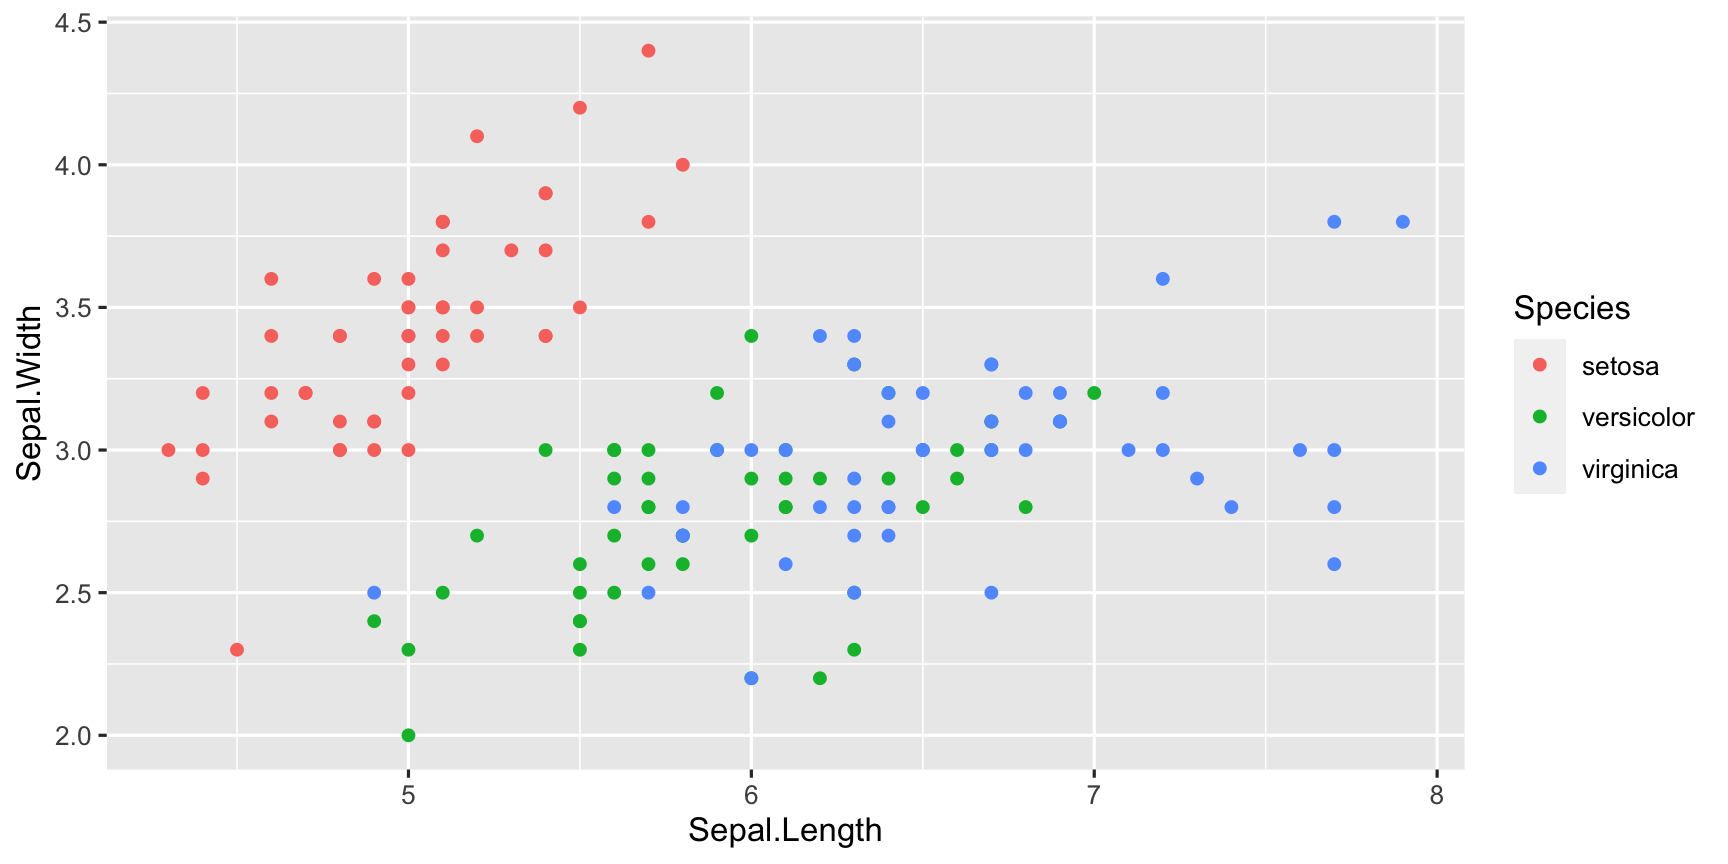 4.5
4.0
3.5
3.0
2.5
2.0
Sepal.Width
5 6 7 8
Sepal.Length
Species
setosa
versicolor
virginica